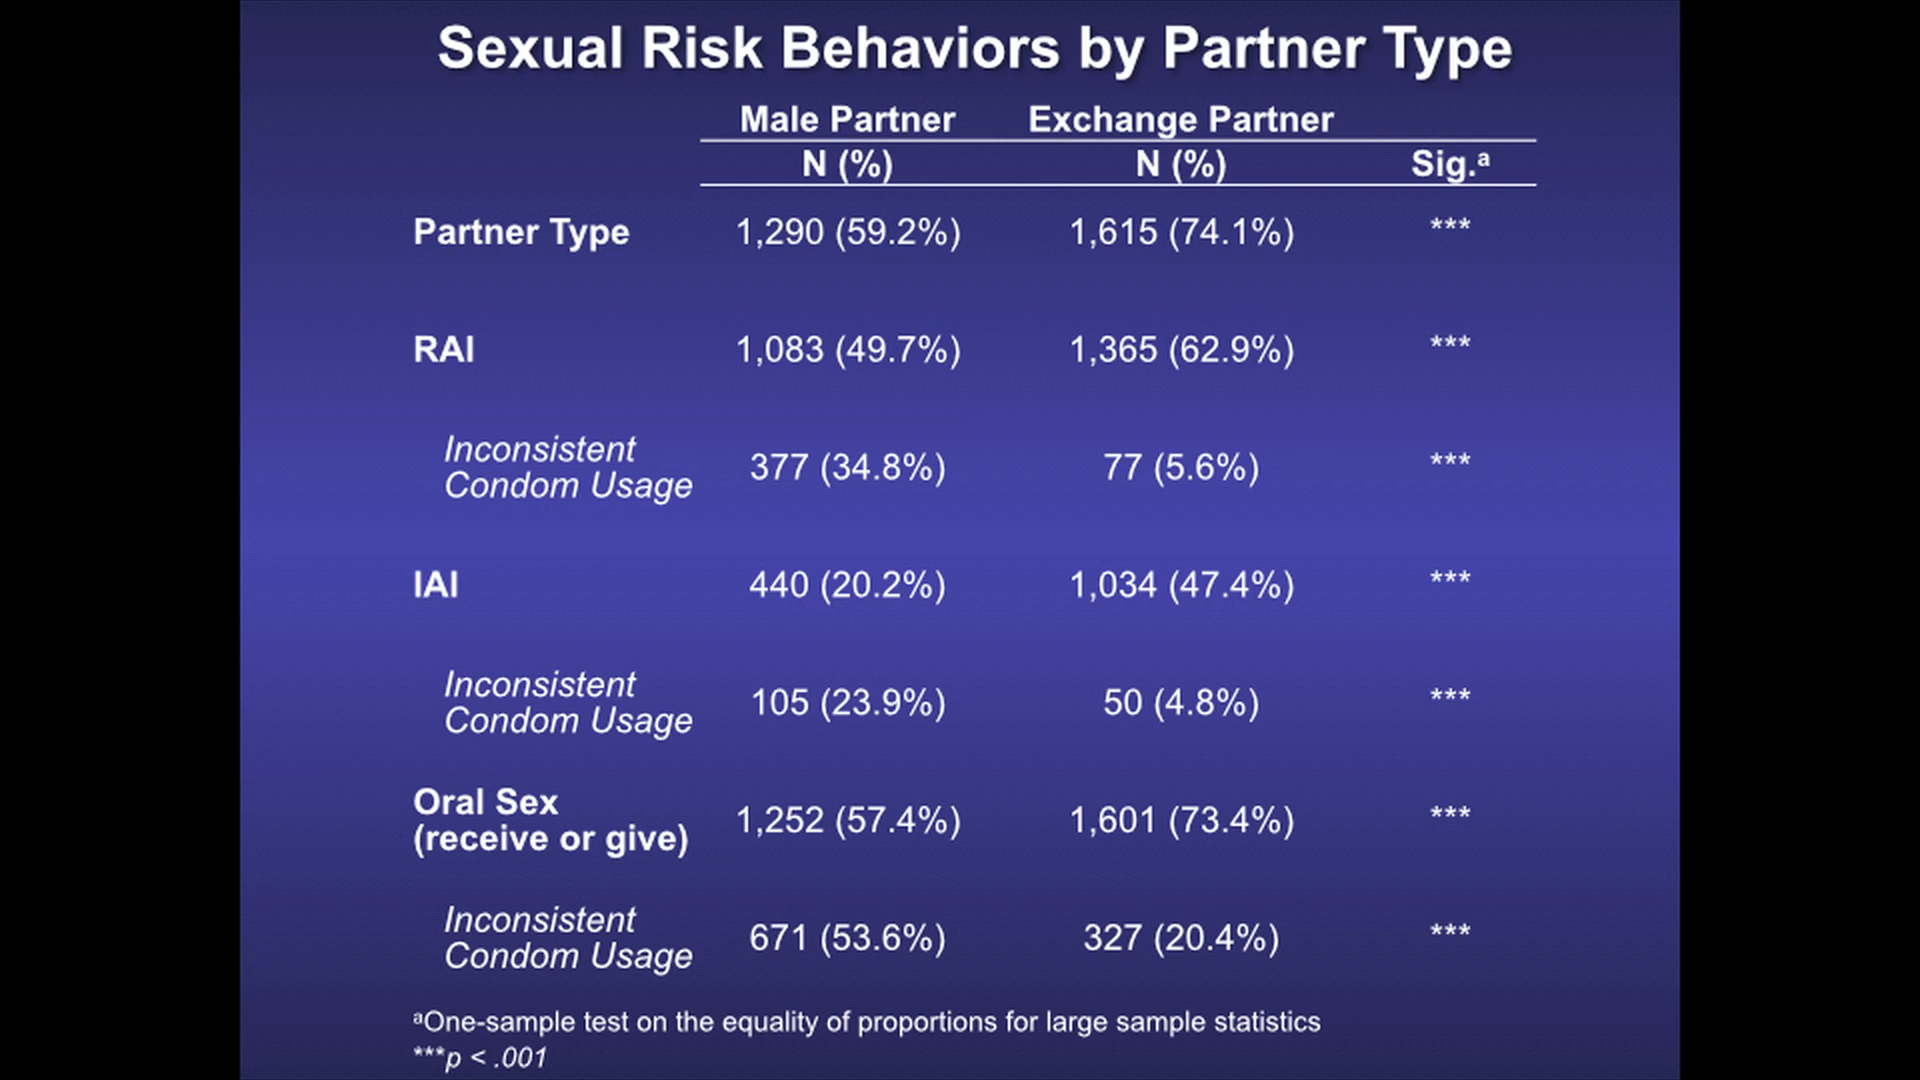 Sexual Risk Behaviors by Partner Type
Male Partner Exchange Partner
N (%) N (%) Sig.ᵃ
Partner Type 1,290 (59.2%) 1,615 (74.1%) ***
RAI 1,083 (49.7%) 1,365 (62.9%) ***
Inconsistent
Condom Usage 377 (34.8%) 77 (5.6%) ***
IAI 440 (20.2%) 1,034 (47.4%) ***
Inconsistent
Condom Usage 105 (23.9%) 50 (4.8%) ***
Oral Sex
(receive or give) 1,252 (57.4%) 1,601 (73.4%) ***
Inconsistent
Condom Usage 671 (53.6%) 327 (20.4%) ***
ᵃOne-sample test on the equality of proportions for large sample statistics
***p < .001